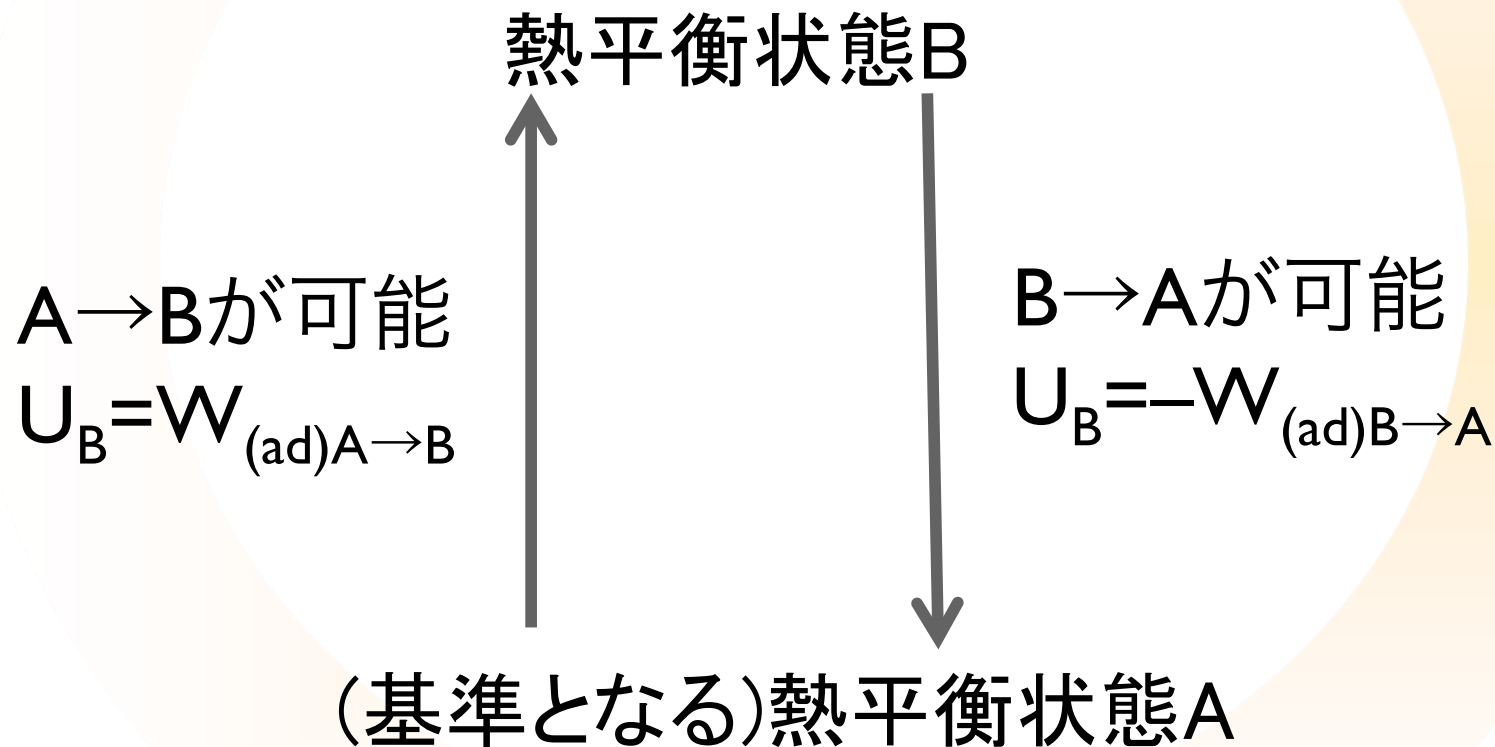 熱平衡状態B
A→Bが可能
U_B=W_(ad)A→B
B→Aが可能
U_B=–W_(ad)B→A
(基準となる)熱平衡状態A